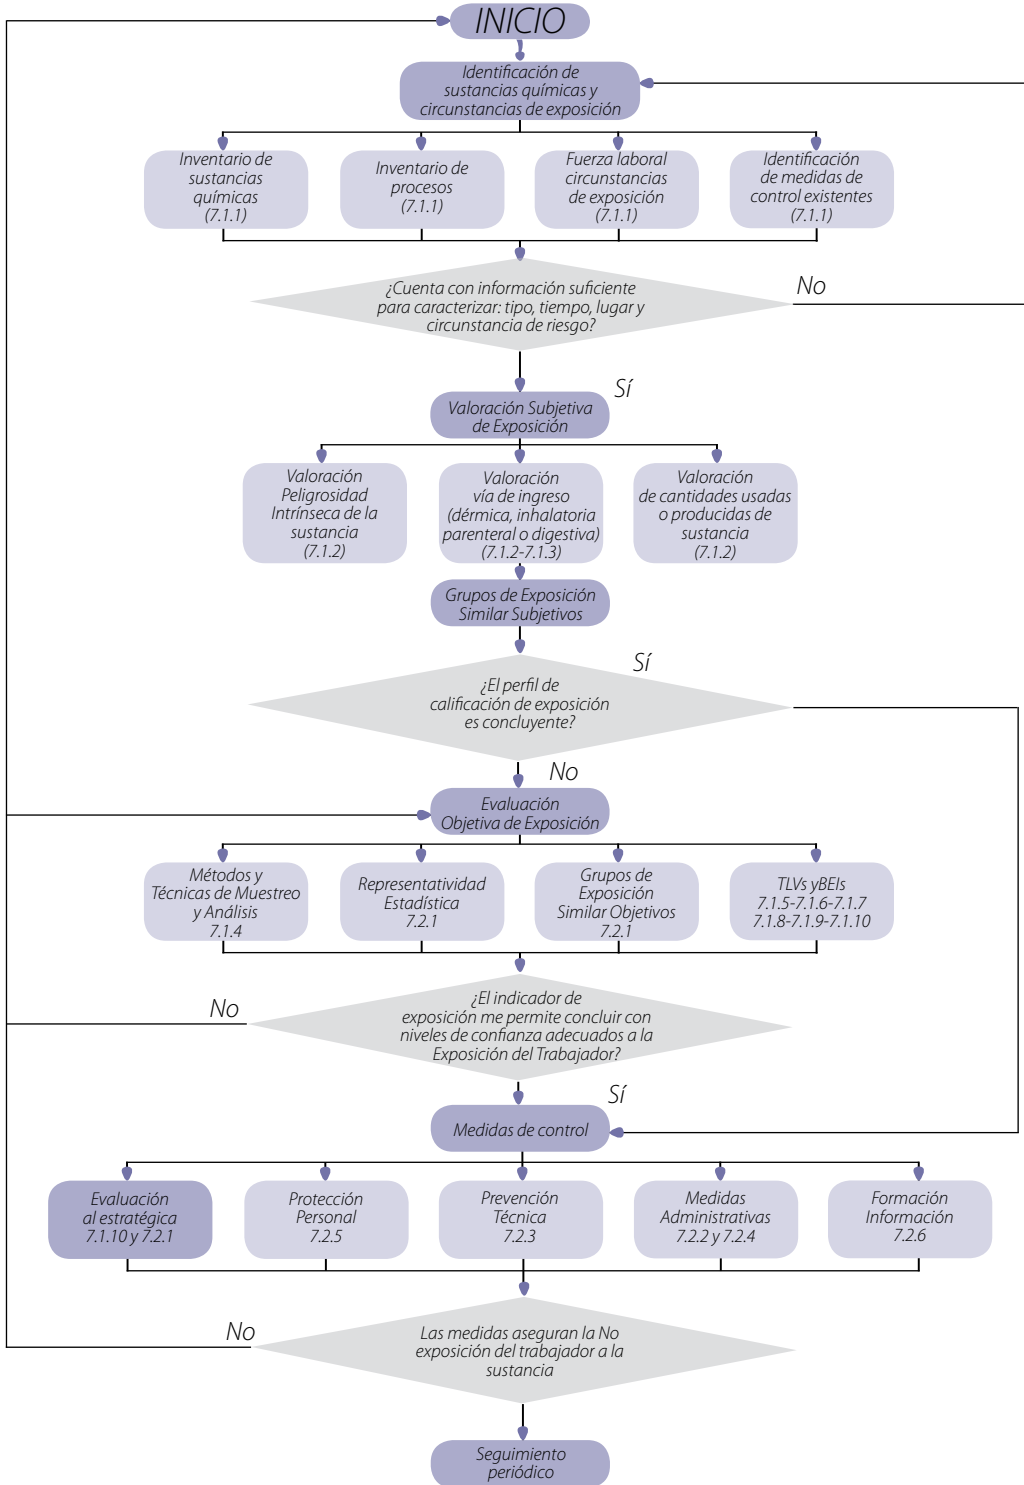 INICIO
Identificación de
sustancias químicas y
circunstancias de exposición
Inventario de
sustancias
químicas
(7.1.1)
Inventario de
procesos
(7.1.1)
Fuerza laboral
circunstancias
de exposición
(7.1.1)
Identificación
de medidas de
control existentes
(7.1.1)
¿Cuenta con información suficiente
para caracterizar: tipo, tiempo, lugar y
circunstancia de riesgo?
No
Sí
Valoración Subjetiva
de Exposición
Valoración
Peligrosidad
Intrínseca de la
sustancia
(7.1.2)
Valoración
vía de ingreso
(dérmica, inhalatoria
parenteral o digestiva)
(7.1.2-7.1.3)
Valoración
de cantidades usadas
o producidas de
sustancia
(7.1.2)
Grupos de Exposición
Similar Subjetivos
Sí
¿El perfil de
calificación de exposición
es concluyente?
No
Evaluación
Objetiva de Exposición
Métodos y
Técnicas de Muestreo
y Análisis
7.1.4
Representatividad
Estadística
7.2.1
Grupos de
Exposición
Similar Objetivos
7.2.1
TLVs yBEIs
7.1.5-7.1.6-7.1.7
7.1.8-7.1.9-7.1.10
No
¿El indicador de
exposición me permite concluir con
niveles de confianza adecuados a la
Exposición del Trabajador?
Sí
Medidas de control
Evaluación
al estratégica
7.1.10 y 7.2.1
Protección
Personal
7.2.5
Prevención
Técnica
7.2.3
Medidas
Administrativas
7.2.2 y 7.2.4
Formación
Información
7.2.6
No
Las medidas aseguran la No
exposición del trabajador a la
sustancia
Seguimiento
periódico